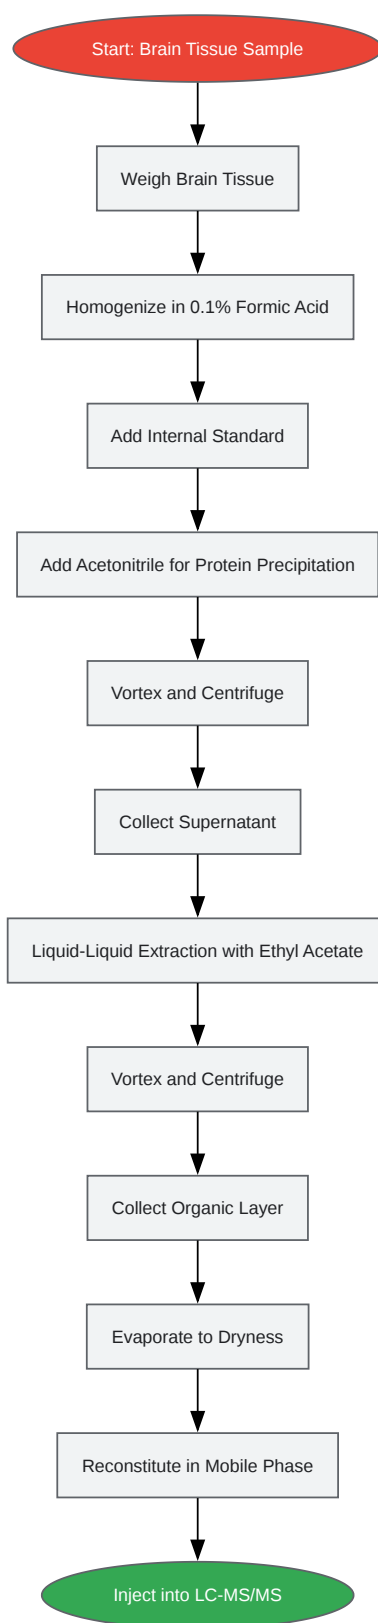 Start: Brain Tissue Sample
Weigh Brain Tissue
Homogenize in 0.1% Formic Acid
Add Internal Standard
Add Acetonitrile for Protein Precipitation
Vortex and Centrifuge
Collect Supernatant
Liquid-Liquid Extraction with Ethyl Acetate
Vortex and Centrifuge
Collect Organic Layer
Evaporate to Dryness
Reconstitute in Mobile Phase
Inject into LC-MS/MS